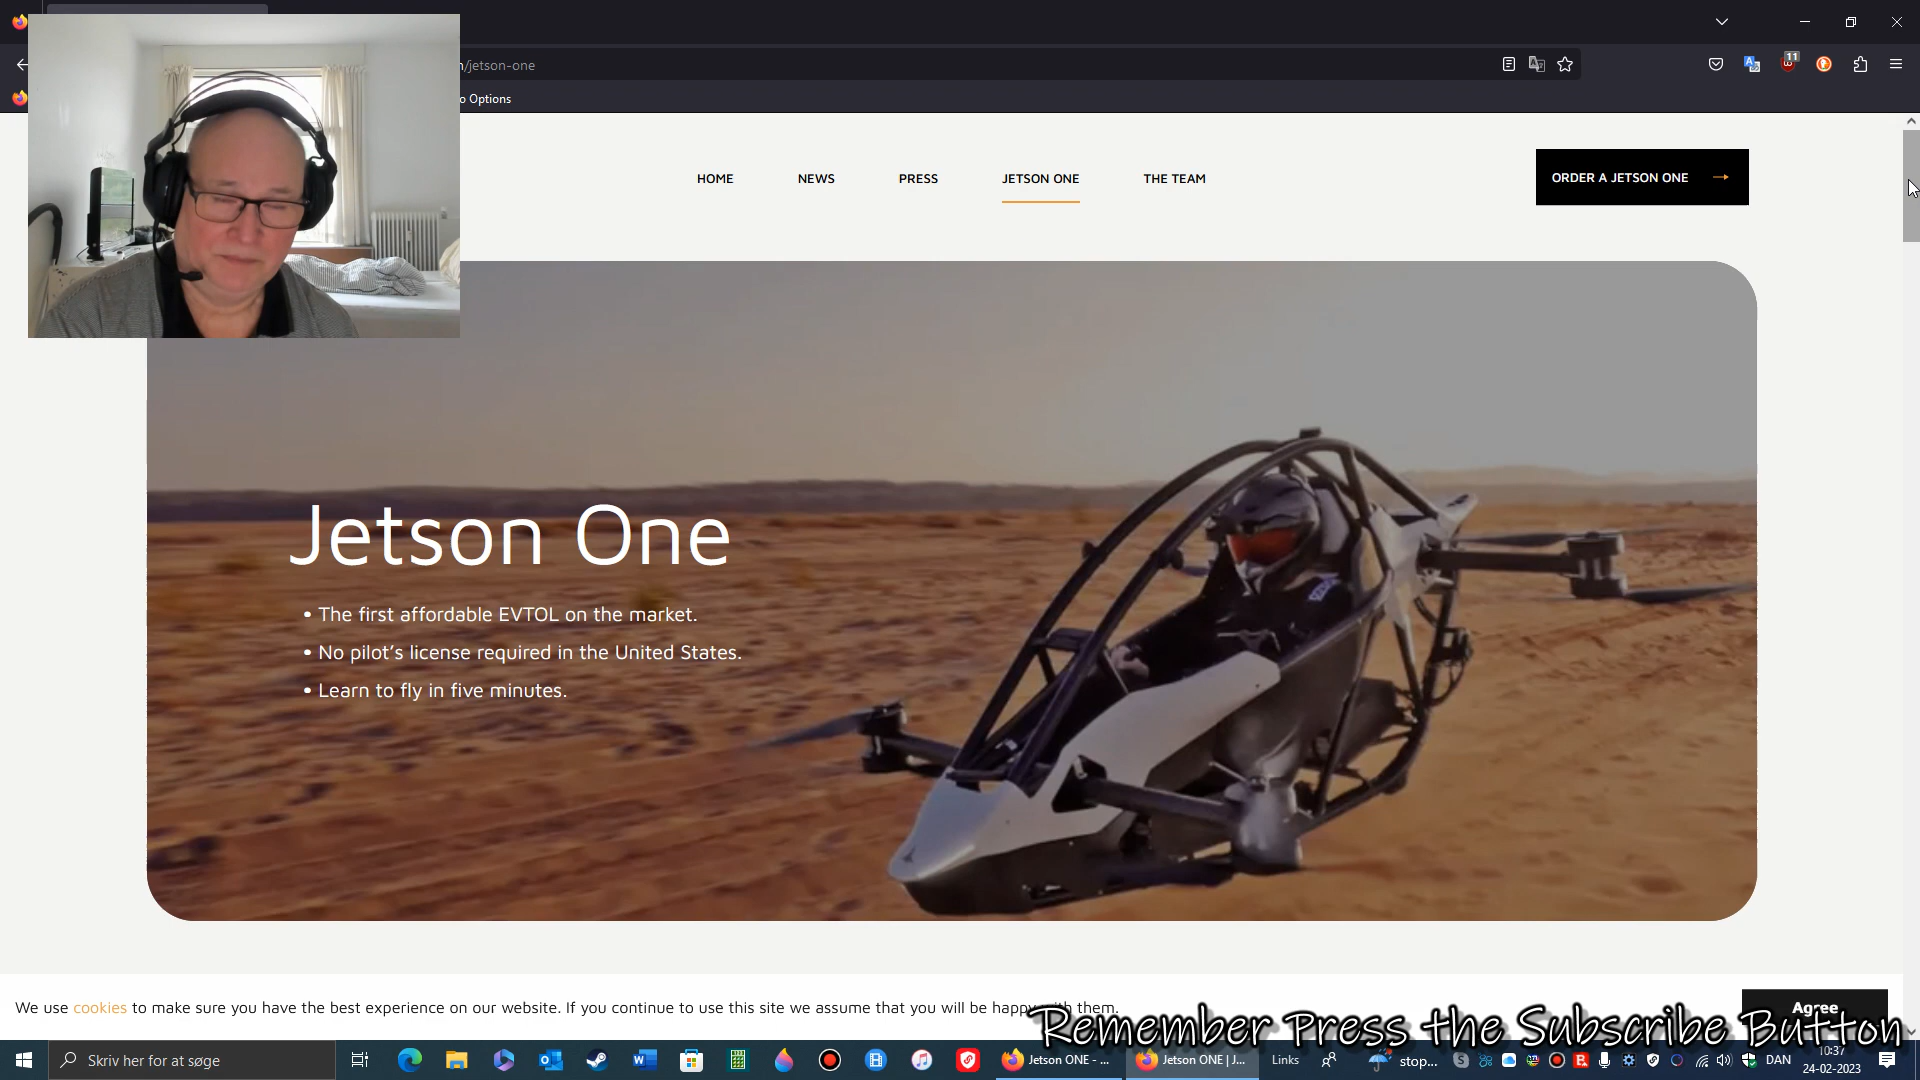 /jetson-one
11
o Options
HOME NEWS PRESS JETSON ONE THE TEAM
ORDER A JETSON ONE
Jetson One
• The first affordable EVTOL on the market.
• No pilot's license required in the United States.
• Learn to fly in five minutes.
We use cookies to make sure you have the best experience on our website. If you continue to use this site we assume that you will be happy with them.
Agree
Remember Press the Subscribe Button
Skriv her for at søge
Jetson ONE - ...
Jetson ONE | J...
Links
stop...
DAN
10:37
24-02-2023